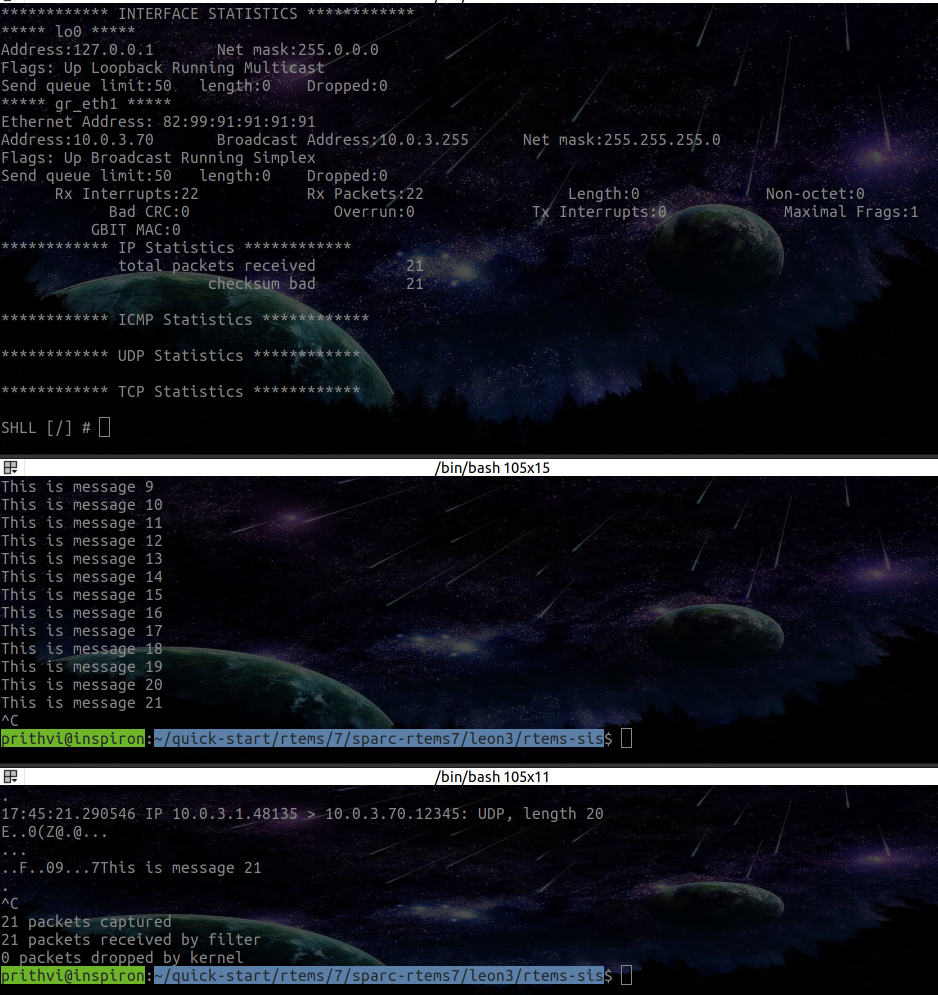 ************ INTERFACE STATISTICS ************
***** lo0 *****
Address:127.0.0.1       Net mask:255.0.0.0
Flags: Up Loopback Running Multicast
Send queue limit:50   length:0    Dropped:0
***** gr_eth1 *****
Ethernet Address: 82:99:91:91:91:91
Address:10.0.3.70       Broadcast Address:10.0.3.255      Net mask:255.255.255.0
Flags: Up Broadcast Running Simplex
Send queue limit:50   length:0    Dropped:0
      Rx Interrupts:22            Rx Packets:22                Length:0              Non-octet:0
            Bad CRC:0                Overrun:0             Tx Interrupts:0             Maximal Frags:1
          GBIT MAC:0
************ IP Statistics ************
             total packets received          21
                       checksum bad          21
************ ICMP Statistics ************
************ UDP Statistics ************
************ TCP Statistics ************
SHLL [/] #
/bin/bash 105x15
This is message 9
This is message 10
This is message 11
This is message 12
This is message 13
This is message 14
This is message 15
This is message 16
This is message 17
This is message 18
This is message 19
This is message 20
This is message 21
^C
prithvi@inspiron:~/quick-start/rtems/7/sparc-rtems7/leon3/rtems-sis$
/bin/bash 105x11
.
17:45:21.290546 IP 10.0.3.1.48135 > 10.0.3.70.12345: UDP, length 20
E..0(Z@.@...
...
..F..09...7This is message 21
.
^C
21 packets captured
21 packets received by filter
0 packets dropped by kernel
prithvi@inspiron:~/quick-start/rtems/7/sparc-rtems7/leon3/rtems-sis$